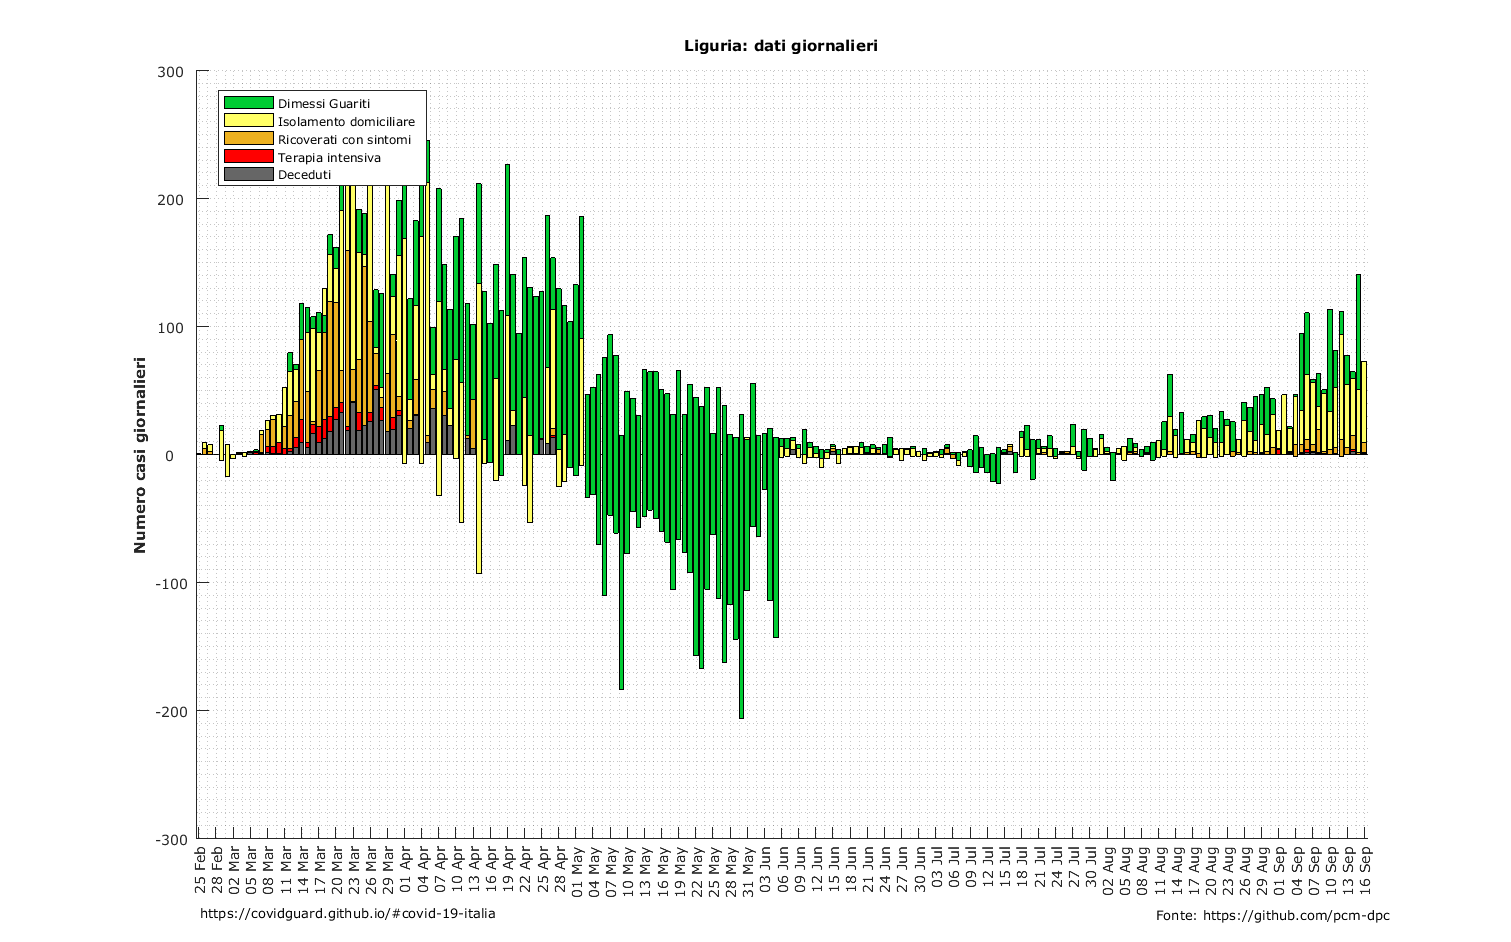 Liguria: dati giornalieri
300
200
100
0
-100
-200
-300
Numero casi giornalieri
Dimessi Guariti
Isolamento domiciliare
Ricoverati con sintomi
Terapia intensiva
Deceduti
25 Feb
28 Feb
02 Mar
05 Mar
08 Mar
11 Mar
14 Mar
17 Mar
20 Mar
23 Mar
26 Mar
29 Mar
01 Apr
04 Apr
07 Apr
10 Apr
13 Apr
16 Apr
19 Apr
22 Apr
25 Apr
28 Apr
01 May
04 May
07 May
10 May
13 May
16 May
19 May
22 May
25 May
28 May
31 May
03 Jun
06 Jun
09 Jun
12 Jun
15 Jun
18 Jun
21 Jun
24 Jun
27 Jun
30 Jun
03 Jul
06 Jul
09 Jul
12 Jul
15 Jul
18 Jul
21 Jul
24 Jul
27 Jul
30 Jul
02 Aug
05 Aug
08 Aug
11 Aug
14 Aug
17 Aug
20 Aug
23 Aug
26 Aug
29 Aug
01 Sep
04 Sep
07 Sep
10 Sep
13 Sep
16 Sep
https://covidguard.github.io/#covid-19-italia
Fonte: https://github.com/pcm-dpc